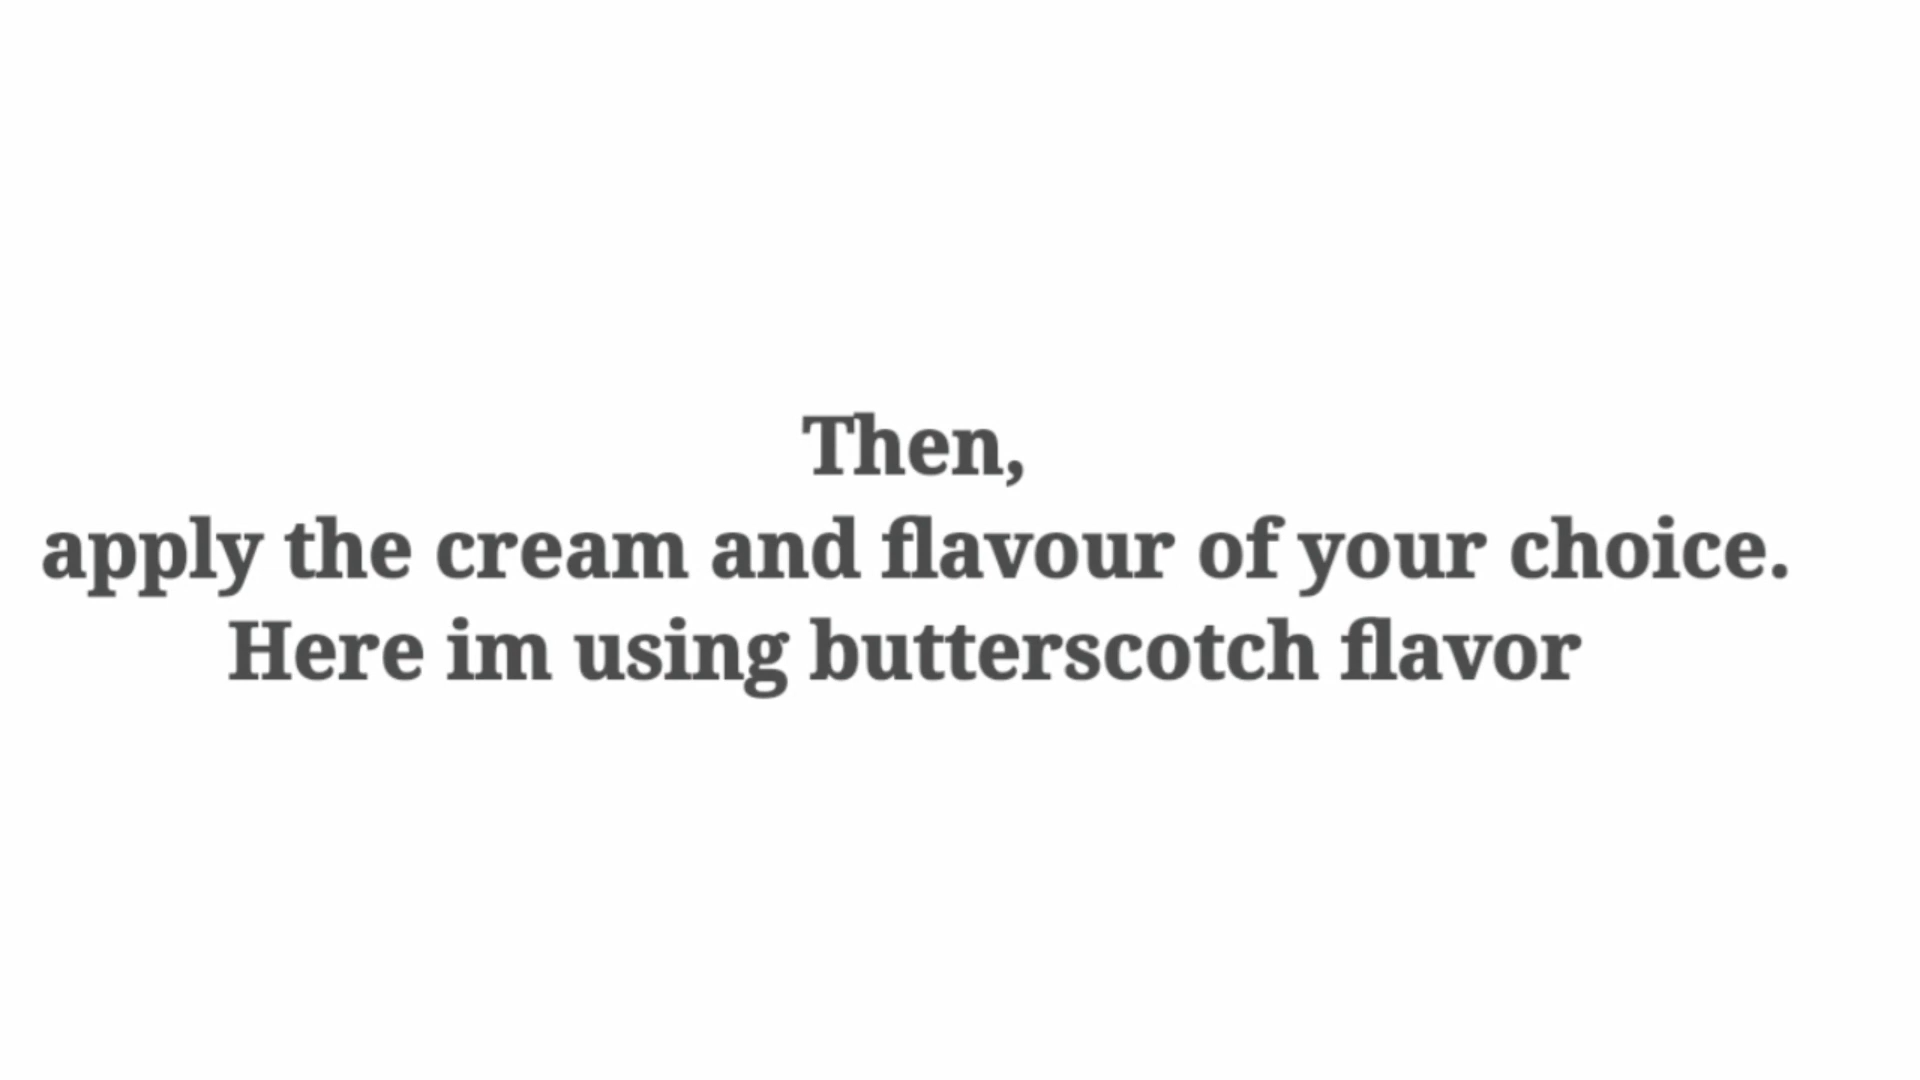 Then,
apply the cream and flavour of your choice.
Here im using butterscotch flavor